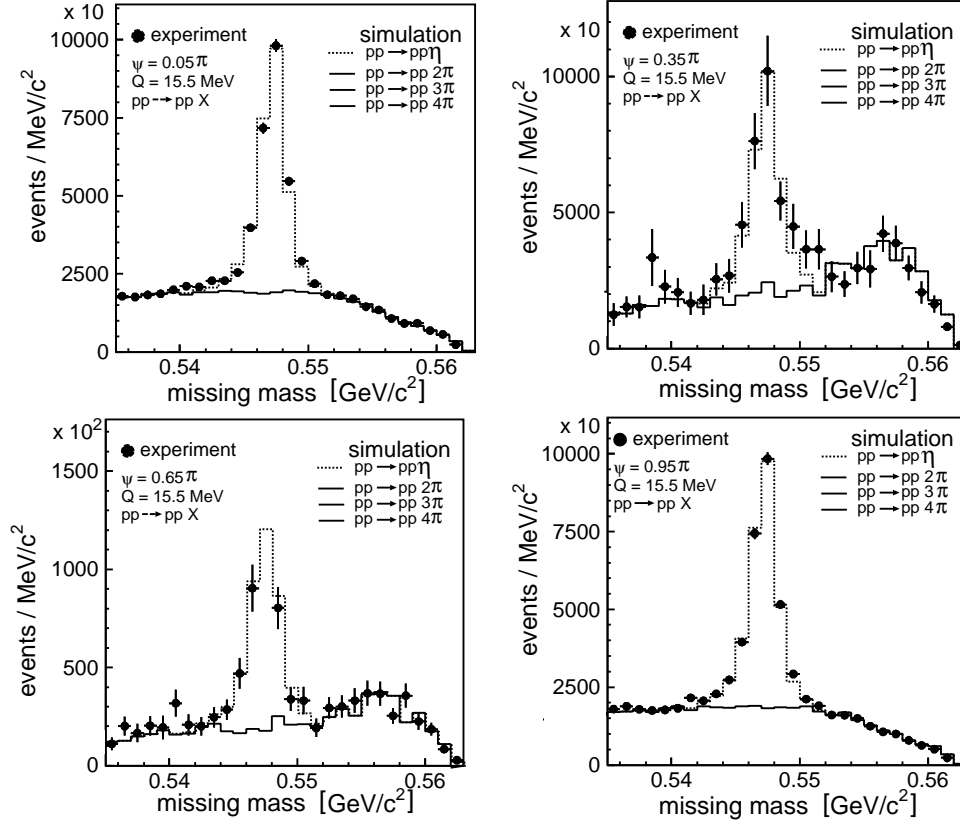 x 10
10000
7500
5000
2500
0
events / MeV/c²
experiment
ψ = 0.05π
Q = 15.5 MeV
pp → pp X
simulation
pp → ppη
pp → pp 2π
pp → pp 3π
pp → pp 4π
0.54 0.55 0.56
missing mass [GeV/c²]
x 10
10000
5000
0
events / MeV/c²
experiment
ψ = 0.35π
Q = 15.5 MeV
pp → pp X
simulation
pp → ppη
pp → pp 2π
pp → pp 3π
pp → pp 4π
0.54 0.55 0.56
missing mass [GeV/c²]
x 10²
1500
1000
500
0
events / MeV/c²
experiment
ψ = 0.65π
Q = 15.5 MeV
pp → pp X
simulation
pp → ppη
pp → pp 2π
pp → pp 3π
pp → pp 4π
0.54 0.55 0.56
missing mass [GeV/c²]
x 10
10000
7500
5000
2500
0
events / MeV/c²
experiment
ψ = 0.95π
Q = 15.5 MeV
pp → pp X
simulation
pp → ppη
pp → pp 2π
pp → pp 3π
pp → pp 4π
0.54 0.55 0.56
missing mass [GeV/c²]